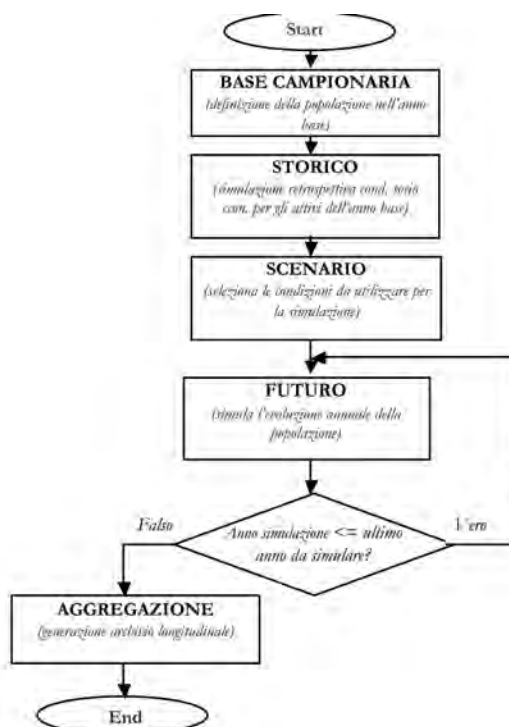 Start
BASE CAMPIONARIA
(definizione della popolazione nell'anno
base)
STORICO
(simulazione retrospettiva cond. socio
eon. per gli attivi dell'anno base)
SCENARIO
(seleziona le condizioni da utilizzare per
la simulazione)
FUTURO
(simula l'evoluzione annuale della
popolazione)
Falso
Anno simulazione <= ultimo
anno da simulare?
Vero
AGGREGAZIONE
(generazione archivio longitudinale)
End